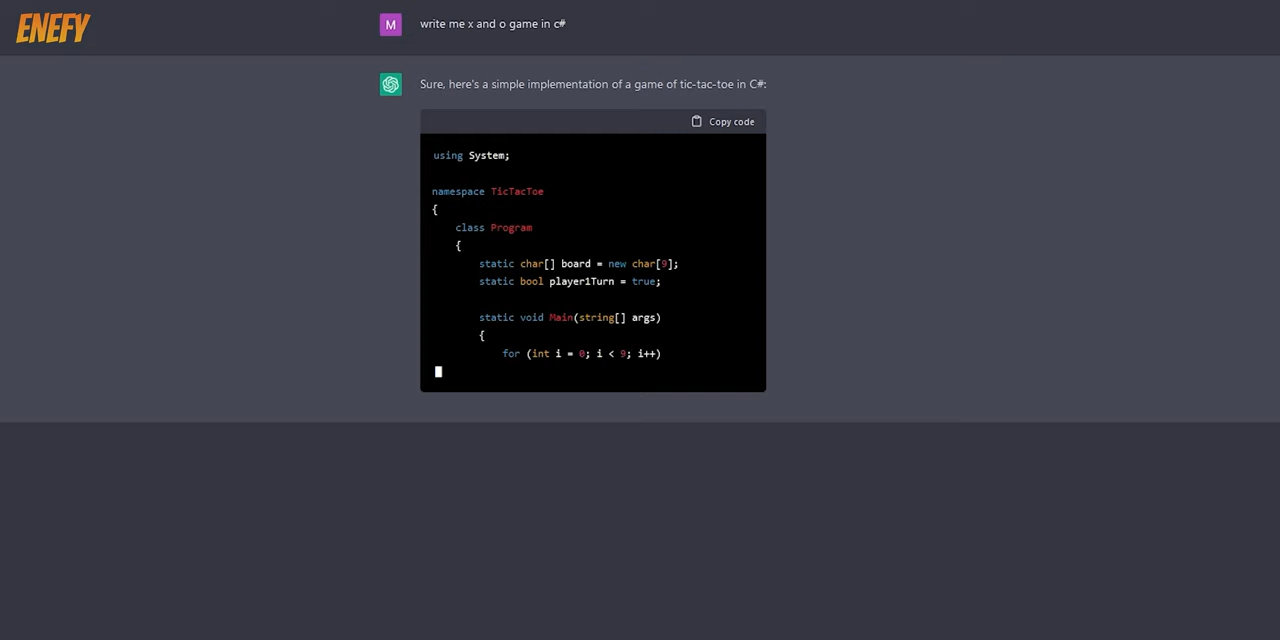 ENEFY
M
write me x and o game in c#
Sure, here's a simple implementation of a game of tic-tac-toe in C#:
Copy code
using System;
namespace TicTacToe
{
class Program
{
static char[] board = new char[9];
static bool player1Turn = true;
static void Main(string[] args)
{
for (int i = 0; i < 9; i++)